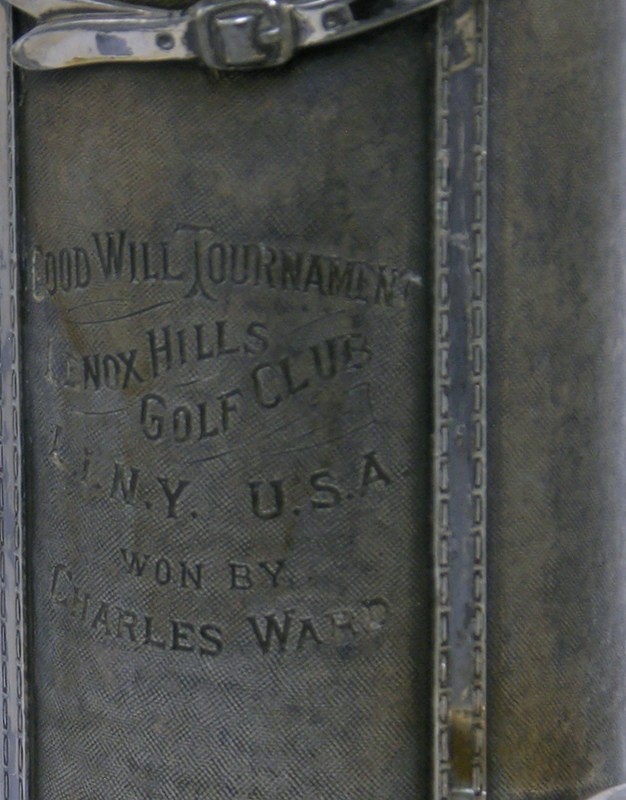 GOOD WILL TOURNAMENT
LENOX HILLS
GOLF CLUB
L.I.N.Y. U.S.A.
WON BY
CHARLES WARD